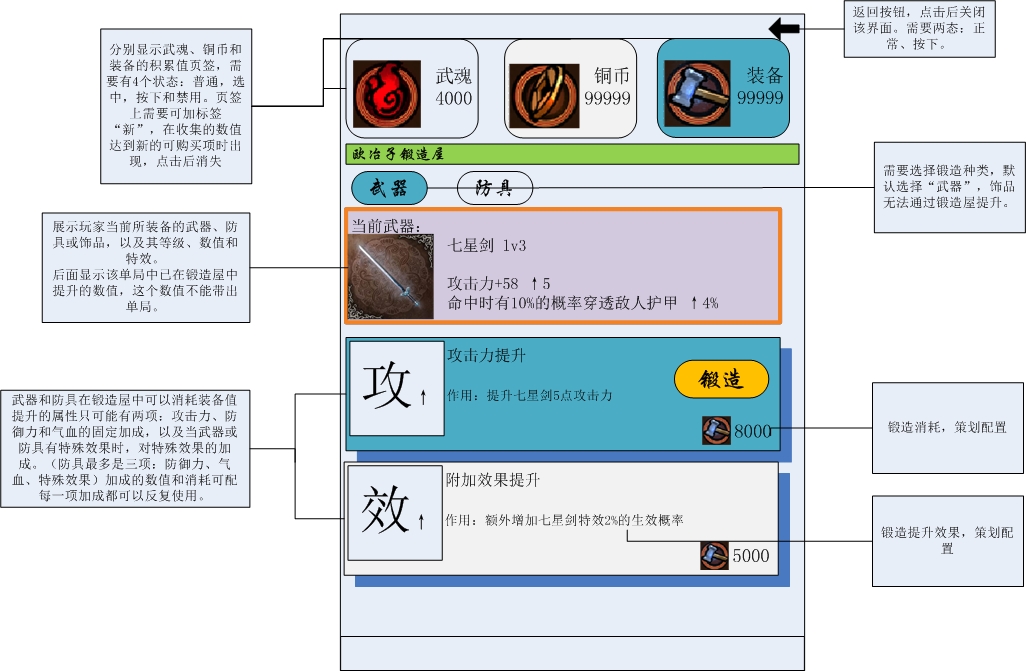 返回按钮，点击后关闭
该界面。需要两态：正
常、按下。
分别显示武魂、铜币和
装备的积累值页签，需
要有4个状态：普通，选
中，按下和禁用。页签
上需要可加标签
“新”，在收集的数值
达到新的可购买项时出
现，点击后消失
武魂
4000
铜币
99999
装备
99999
欧冶子锻造屋
武器
防具
需要选择锻造种类，默
认选择“武器”，饰品
无法通过锻造屋提升。
展示玩家当前所装备的武器、防
具或饰品，以及其等级、数值和
特效。
后面显示该单局中已在锻造屋中
提升的数值，这个数值不能带出
单局。
当前武器：
七星剑 lv3
攻击力+58 ↑5
命中时有10%的概率穿透敌人护甲 ↑4%
武器和防具在锻造屋中可以消耗装备值
提升的属性只可能有两项：攻击力、防
御力和气血的固定加成，以及当武器或
防具有特殊效果时，对特殊效果的加
成。（防具最多是三项：防御力、气
血、特殊效果）加成的数值和消耗可配
每一项加成都可以反复使用。
攻↑
攻击力提升
作用：提升七星剑5点攻击力
锻造
8000
锻造消耗，策划配置
效↑
附加效果提升
作用：额外增加七星剑特效2%的生效概率
5000
锻造提升效果，策划配
置